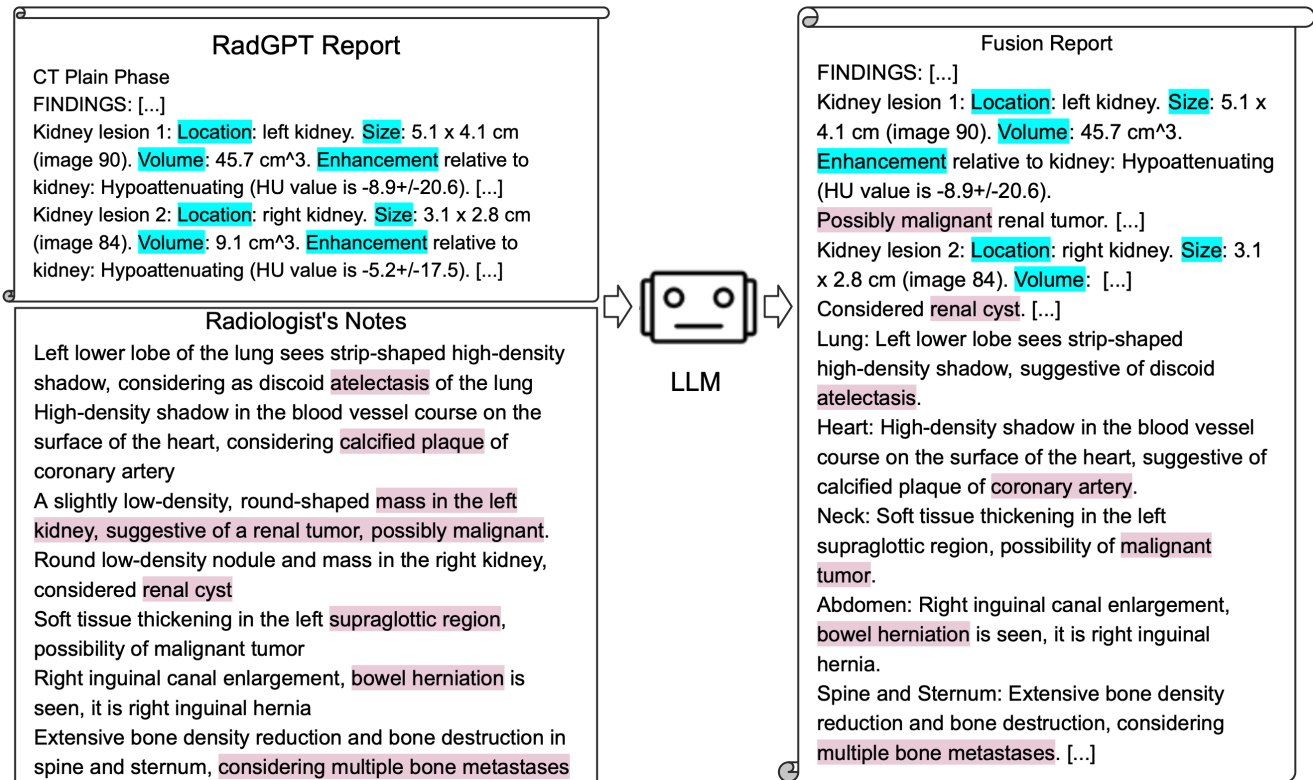 RadGPT Report
CT Plain Phase
FINDINGS: [...]
Kidney lesion 1: Location: left kidney. Size: 5.1 x 4.1 cm
(image 90). Volume: 45.7 cm^3. Enhancement relative to
kidney: Hypoattenuating (HU value is -8.9+/-20.6). [...]
Kidney lesion 2: Location: right kidney. Size: 3.1 x 2.8 cm
(image 84). Volume: 9.1 cm^3. Enhancement relative to
kidney: Hypoattenuating (HU value is -5.2+/-17.5). [...]
Radiologist's Notes
Left lower lobe of the lung sees strip-shaped high-density
shadow, considering as discoid atelectasis of the lung
High-density shadow in the blood vessel course on the
surface of the heart, considering calcified plaque of
coronary artery
A slightly low-density, round-shaped mass in the left
kidney, suggestive of a renal tumor, possibly malignant.
Round low-density nodule and mass in the right kidney,
considered renal cyst
Soft tissue thickening in the left supraglottic region,
possibility of malignant tumor
Right inguinal canal enlargement, bowel herniation is
seen, it is right inguinal hernia
Extensive bone density reduction and bone destruction in
spine and sternum, considering multiple bone metastases
LLM
Fusion Report
FINDINGS: [...]
Kidney lesion 1: Location: left kidney. Size: 5.1 x
4.1 cm (image 90). Volume: 45.7 cm^3.
Enhancement relative to kidney: Hypoattenuating
(HU value is -8.9+/-20.6).
Possibly malignant renal tumor. [...]
Kidney lesion 2: Location: right kidney. Size: 3.1
x 2.8 cm (image 84). Volume: [...]
Considered renal cyst. [...]
Lung: Left lower lobe sees strip-shaped
high-density shadow, suggestive of discoid
atelectasis.
Heart: High-density shadow in the blood vessel
course on the surface of the heart, suggestive of
calcified plaque of coronary artery.
Neck: Soft tissue thickening in the left
supraglottic region, possibility of malignant
tumor.
Abdomen: Right inguinal canal enlargement,
bowel herniation is seen, it is right inguinal
hernia.
Spine and Sternum: Extensive bone density
reduction and bone destruction, considering
multiple bone metastases. [...]